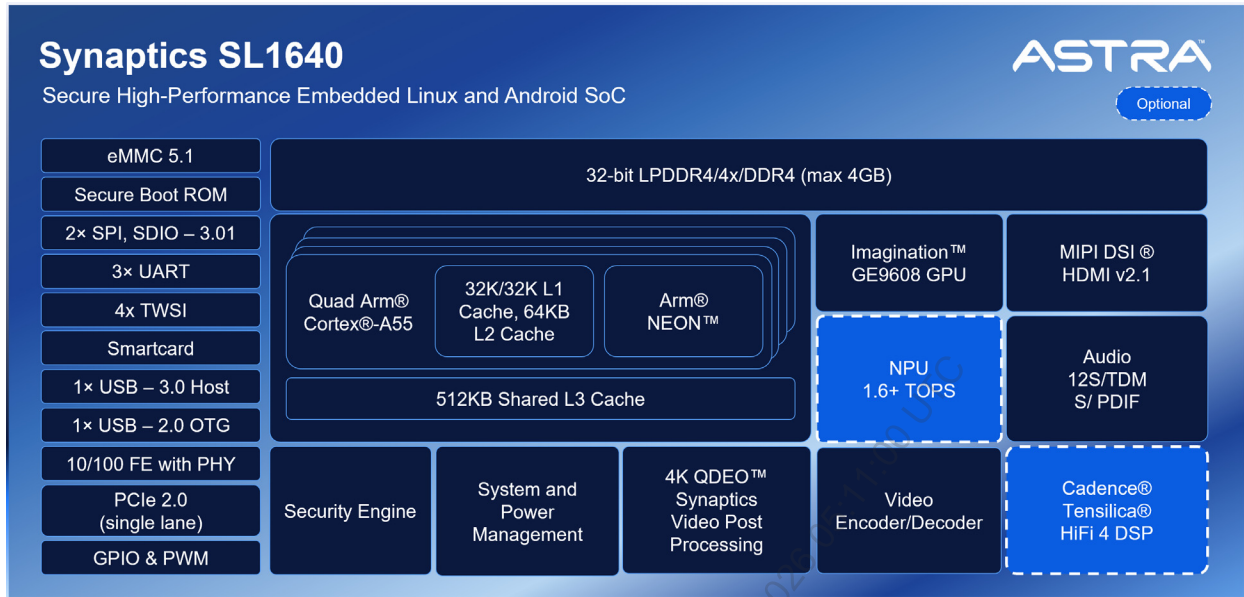 Synaptics SL1640
Secure High-Performance Embedded Linux and Android SoC
ASTRA™
Optional
eMMC 5.1
Secure Boot ROM
2× SPI, SDIO – 3.01
3× UART
4x TWSI
Smartcard
1× USB – 3.0 Host
1× USB – 2.0 OTG
10/100 FE with PHY
PCIe 2.0
(single lane)
GPIO & PWM
32-bit LPDDR4/4x/DDR4 (max 4GB)
Quad Arm®
Cortex®-A55
32K/32K L1
Cache, 64KB
L2 Cache
Arm®
NEON™
512KB Shared L3 Cache
Imagination™
GE9608 GPU
MIPI DSI ®
HDMI v2.1
NPU
1.6+ TOPS
Audio
12S/TDM
S/ PDIF
Security Engine
System and
Power
Management
4K QDEO™
Synaptics
Video Post
Processing
Video
Encoder/Decoder
Cadence®
Tensilica®
HiFi 4 DSP
11:00 UTC